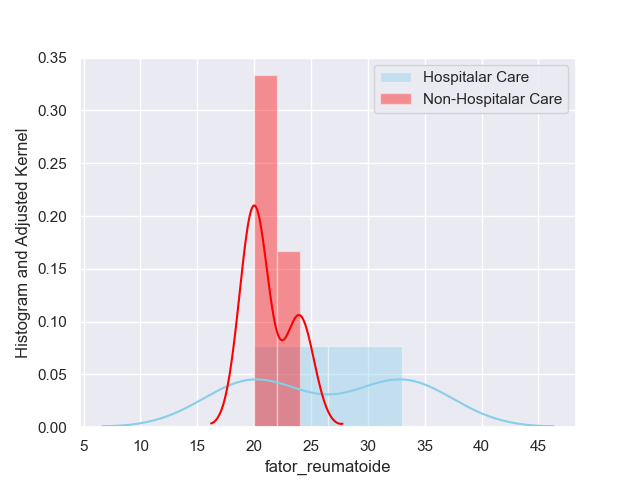 Hospitalar Care
Non-Hospitalar Care
Histogram and Adjusted Kernel
0.35
0.30
0.25
0.20
0.15
0.10
0.05
0.00
5 10 15 20 25 30 35 40 45
fator_reumatoide